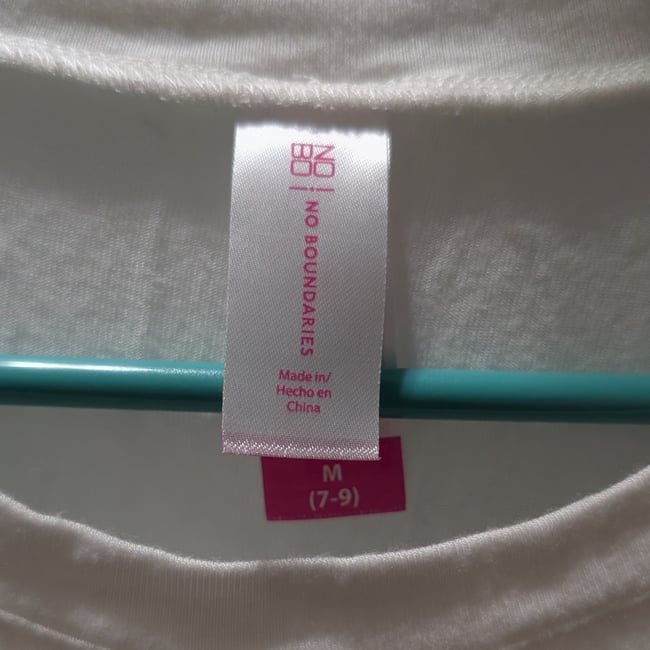 NO
BO
NO BOUNDARIES
Made in/
Hecho en
China
M
(7-9)